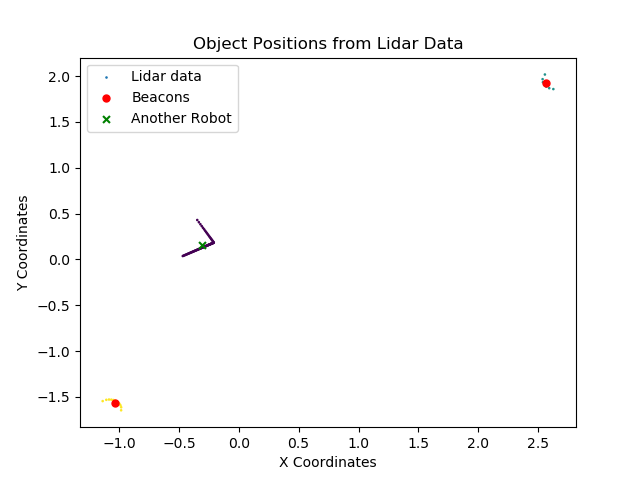 Object Positions from Lidar Data
Lidar data
Beacons
Another Robot
Y Coordinates
2.0
1.5
1.0
0.5
0.0
−0.5
−1.0
−1.5
−1.0
−0.5
0.0
0.5
1.0
1.5
2.0
2.5
X Coordinates